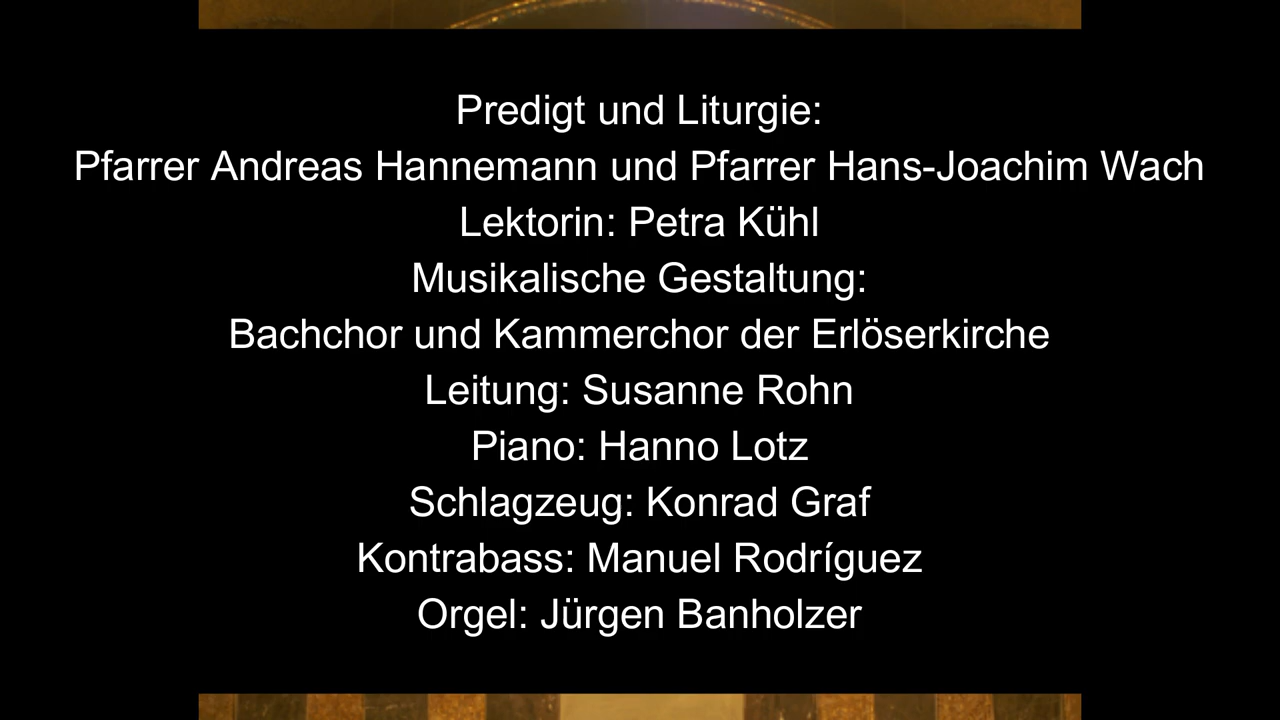 Predigt und Liturgie:
Pfarrer Andreas Hannemann und Pfarrer Hans-Joachim Wach
Lektorin: Petra Kühl
Musikalische Gestaltung:
Bachchor und Kammerchor der Erlöserkirche
Leitung: Susanne Rohn
Piano: Hanno Lotz
Schlagzeug: Konrad Graf
Kontrabass: Manuel Rodríguez
Orgel: Jürgen Banholzer